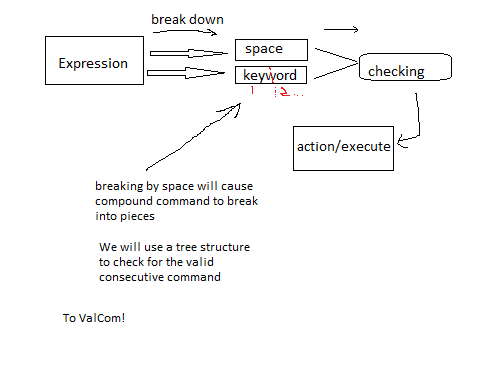 break down
Expression
space
keyword
1 i2...
checking
action/execute
breaking by space will cause
compound command to break
into pieces
We will use a tree structure
to check for the valid
consecutive command
To ValCom!